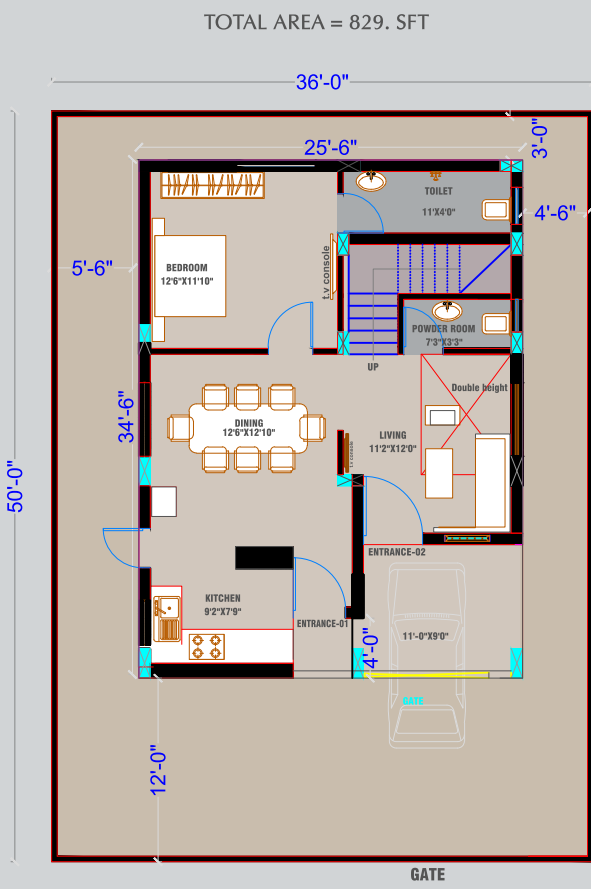 TOTAL AREA = 829. SFT
36'-0"
3'-0"
25'-6"
TOILET
11'X4'0"
4'-6"
5'-6"
BEDROOM
12'6"X11'10"
t.v console
POWDER ROOM
7'3"X3'3"
UP
Double height
34'-6"
DINING
12'6"X12'10"
LIVING
11'2"X12'0"
t.v console
50'-0"
ENTRANCE-02
KITCHEN
9'2"X7'9"
ENTRANCE-01
4'-0"
11'-0"X9'0"
GATE
12'-0"
GATE